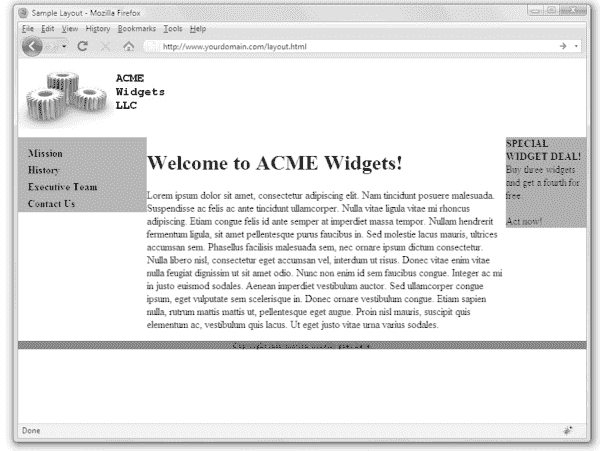 Sample Layout - Mozilla Firefox
File Edit View History Bookmarks Tools Help
http://www.yourdomain.com/layout.html
ACME
Widgets
LLC
Mission
History
Executive Team
Contact Us
Welcome to ACME Widgets!
Lorem ipsum dolor sit amet, consectetur adipiscing elit. Nam tincidunt posuere malesuada.
Suspendisse ac felis ac ante tincidunt ullamcorper. Nulla vitae ligula vitae mi rhoncus
adipiscing. Etiam congue felis id ante semper at imperdiet massa tempor. Nullam hendrerit
fermentum ligula, sit amet pellentesque purus faucibus in. Sed molestie lacus mauris, ultrices
accumsan sem. Phasellus facilisis malesuada sem, nec ornare ipsum dictum consectetur.
Nulla libero nisl, consectetur eget accumsan vel, interdum ut risus. Donec vitae enim vitae
nulla feugiat dignissim ut sit amet odio. Nunc non enim id sem faucibus congue. Integer ac mi
in justo euismod sodales. Aenean imperdiet vestibulum auctor. Sed ullamcorper congue
ipsum, eget vulputate sem scelerisque in. Donec ornare vestibulum congue. Etiam sapien
nulla, rutrum mattis mattis ut, pellentesque eget augue. Proin nisl mauris, suscipit quis
elementum ac, vestibulum quis lacus. Ut eget justo vitae urna varius sodales.
SPECIAL
WIDGET DEAL!
Buy three widgets
and get a fourth for
free.
Act now!
Done